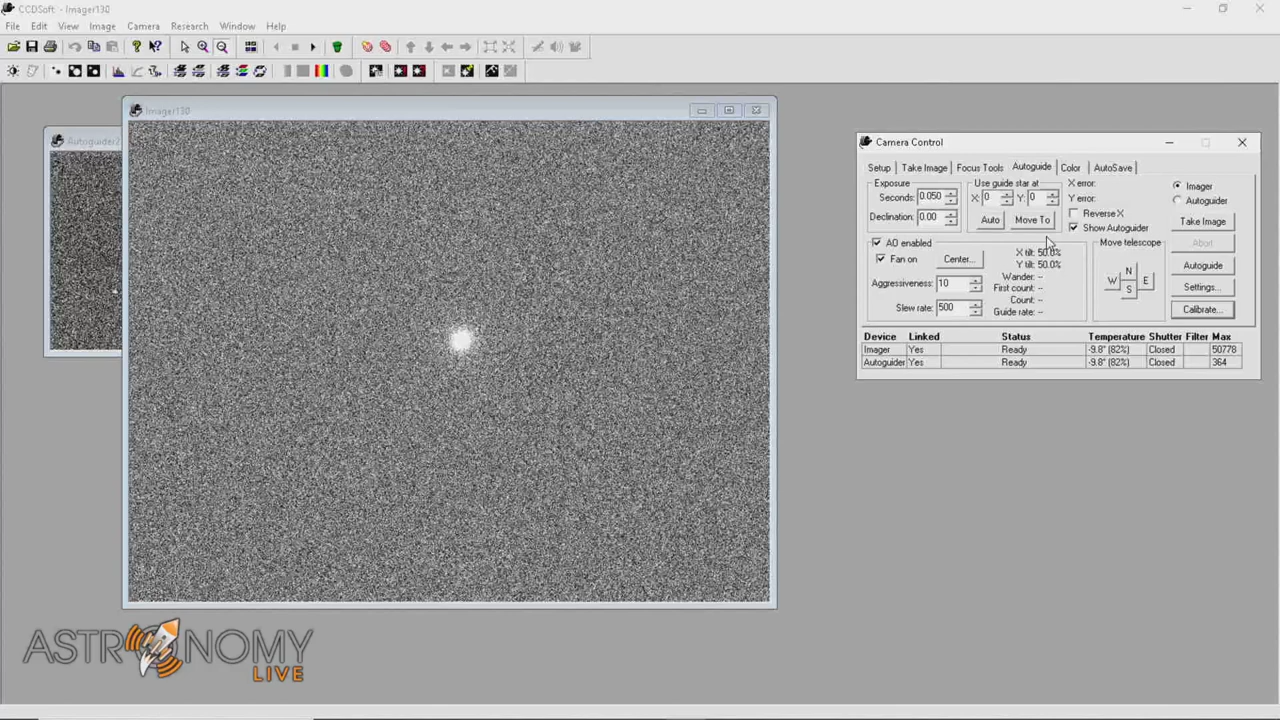 CCDSoft - Imager130
File Edit View Image Camera Research Window Help
Imager130
Autoguider2
Camera Control
Setup Take Image Focus Tools Autoguide Color AutoSave
Exposure
Seconds: 0.050
Declination: 0.00
Use guide star at
X: 0 Y: 0
Auto Move To
X error:
Y error:
Reverse X
Show Autoguider
Imager
Autoguider
Take Image
Abort
Autoguide
Settings...
Calibrate...
AO enabled
Fan on Center...
Aggressiveness: 10
Slew rate: 500
X tilt: 50.0%
Y tilt: 50.0%
Wander: --
First count: --
Count: --
Guide rate: --
Move telescope
N
W E
S
Device Linked Status Temperature Shutter Filter Max
Imager Yes Ready -9.8° (82%) Closed 50778
Autoguider Yes Ready -9.8° (82%) Closed 364
ASTRONOMY
LIVE